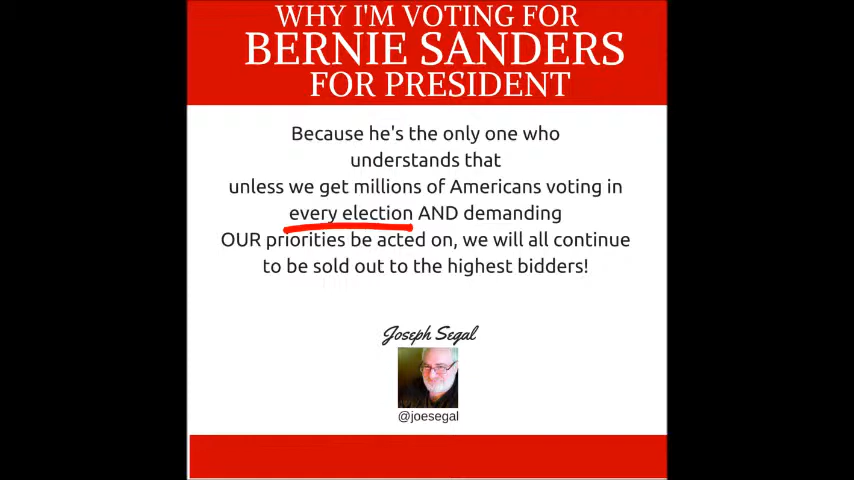 WHY I'M VOTING FOR
BERNIE SANDERS
FOR PRESIDENT
Because he's the only one who
understands that
unless we get millions of Americans voting in
every election AND demanding
OUR priorities be acted on, we will all continue
to be sold out to the highest bidders!
Joseph Segal
@joesegal